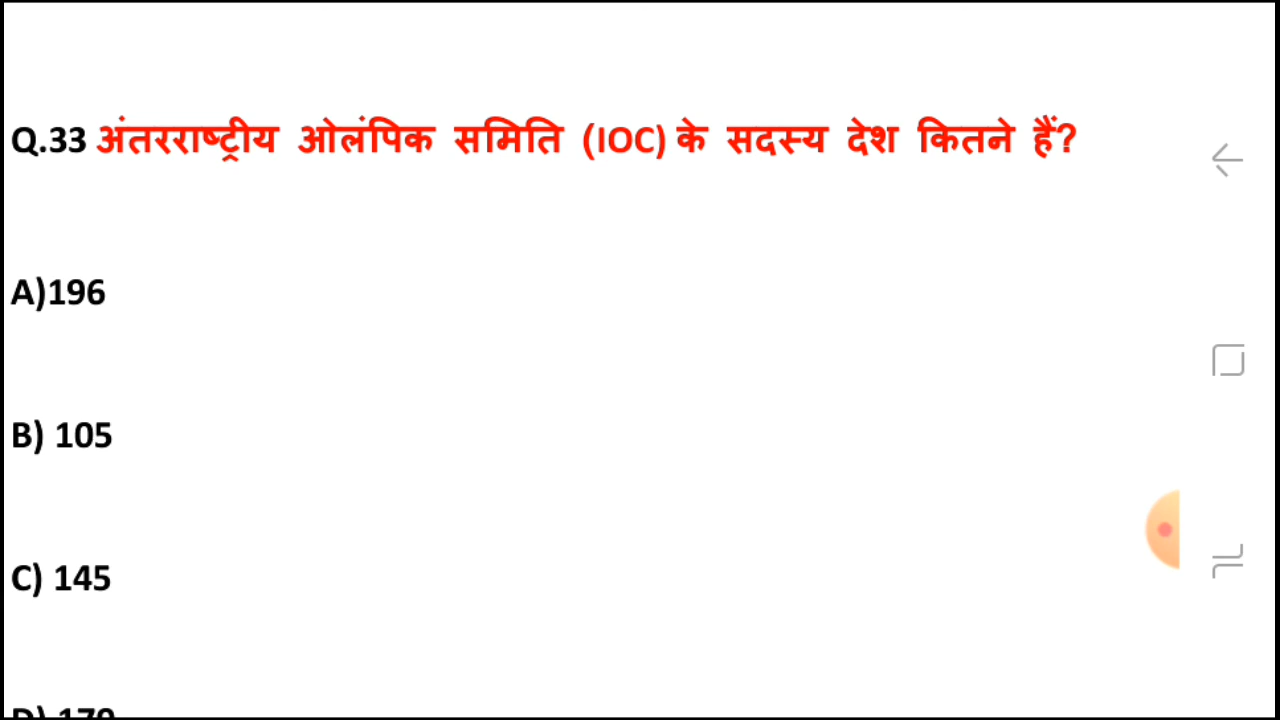 Q.33 अंतरराष्ट्रीय ओलंपिक समिति (IOC) के सदस्य देश कितने हैं?
A)196
B) 105
C) 145